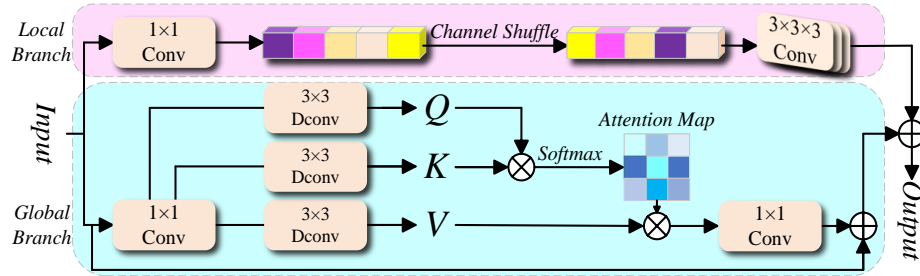 Local
Branch
1×1
Conv
Channel Shuffle
3×3×3
Conv
Input
3×3
Dconv
Q
Attention Map
3×3
Dconv
K
Softmax
Global
Branch
1×1
Conv
3×3
Dconv
V
1×1
Conv
Output